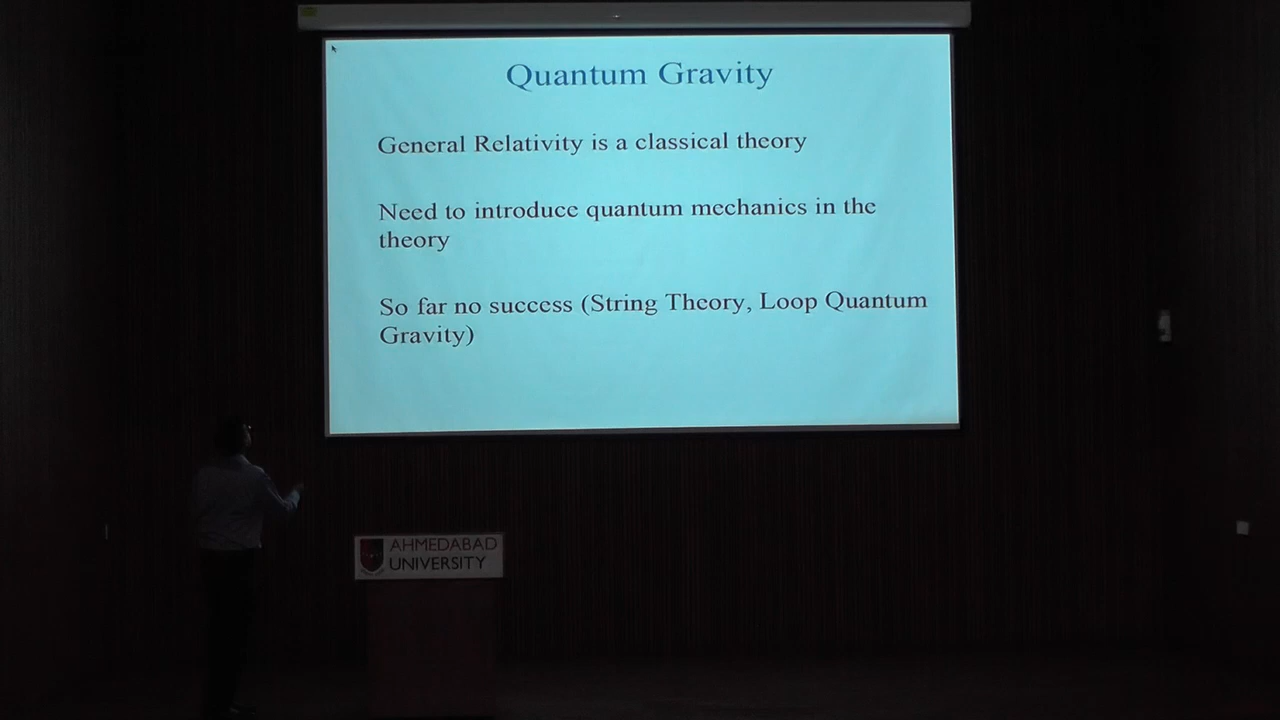 Quantum Gravity
General Relativity is a classical theory
Need to introduce quantum mechanics in the
theory
So far no success (String Theory, Loop Quantum
Gravity)
AHMEDABAD
UNIVERSITY